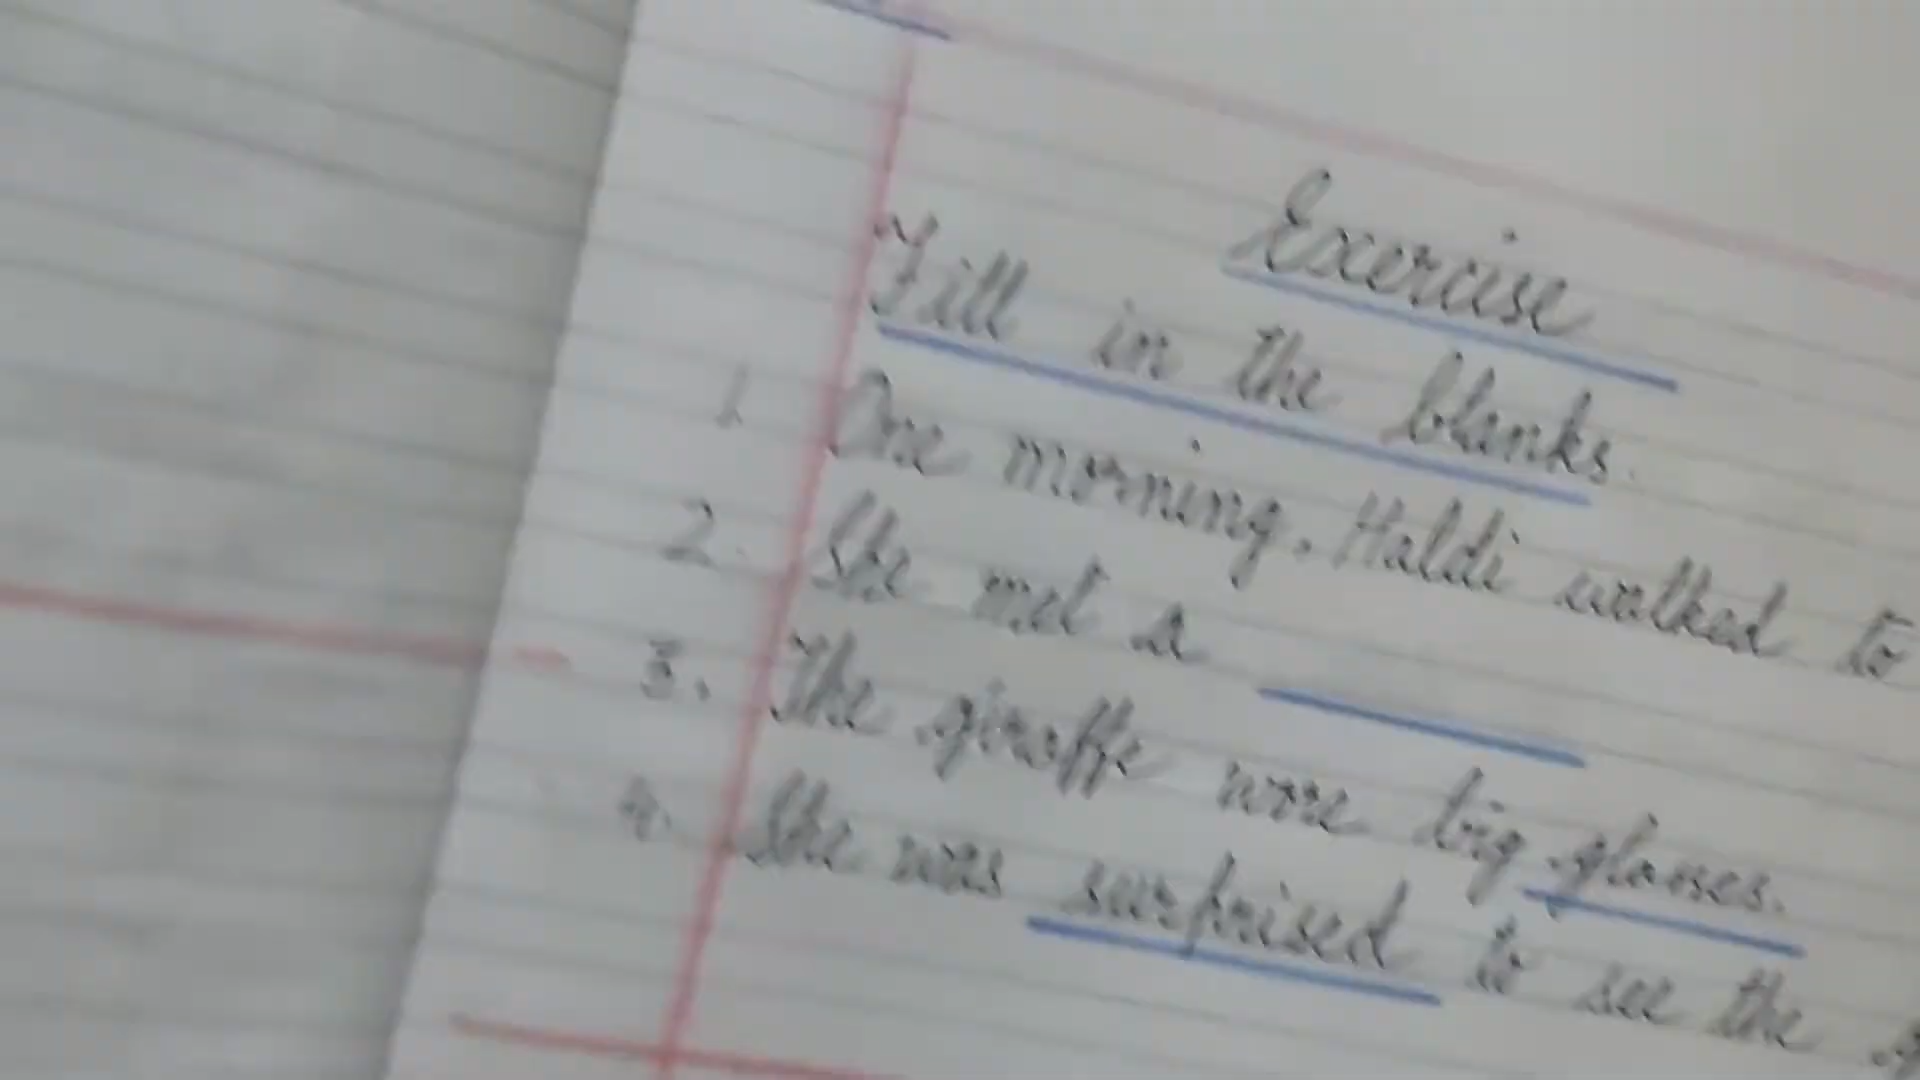 Exercise
Fill in the blanks.
1. One morning, Haldi walked to
2. She met a
3. The giraffe wore big glasses.
4. She was surprised to see the